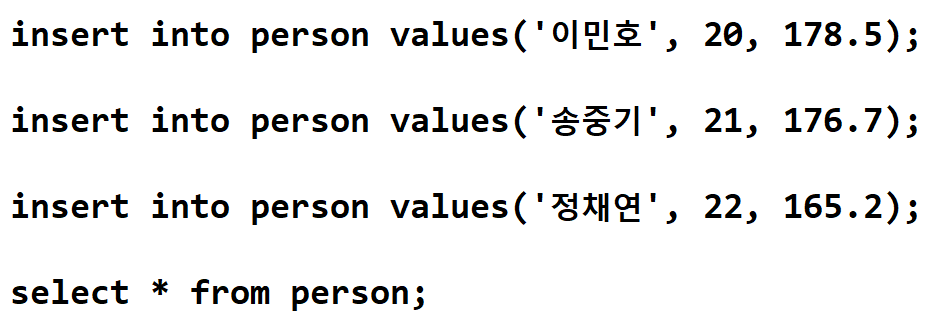 insert into person values('이민호', 20, 178.5);
insert into person values('송중기', 21, 176.7);
insert into person values('정채연', 22, 165.2);
select * from person;